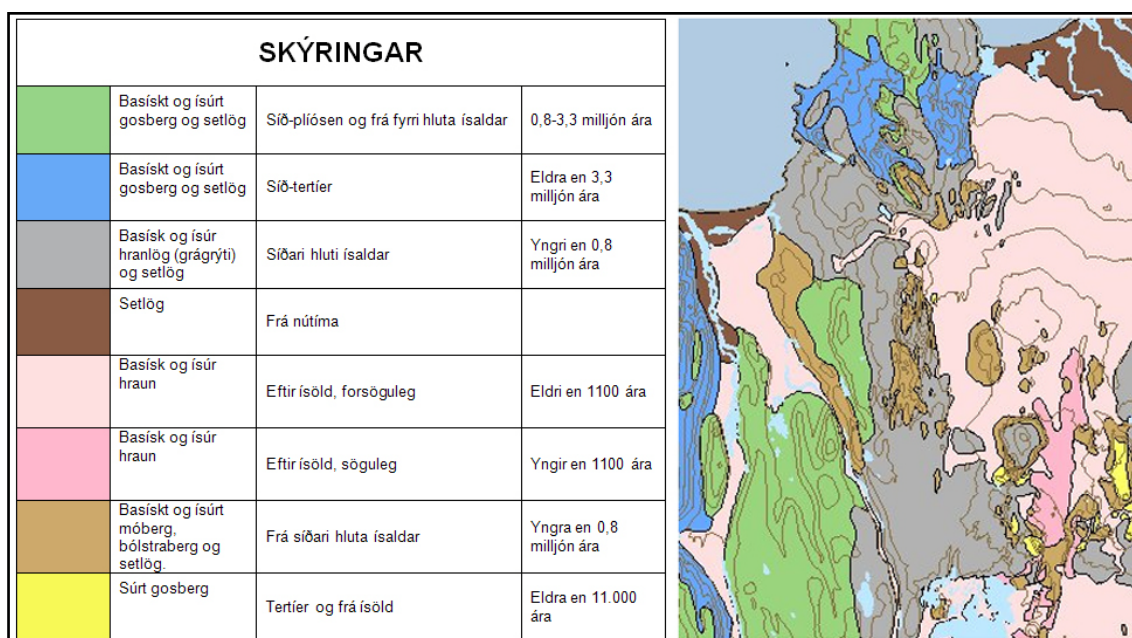 SKÝRINGAR
Basískt og ísúrt
gosberg og setlög
Síð-plíósen og frá fyrri hluta ísaldar
0,8-3,3 milljón ára
Basískt og ísúrt
gosberg og setlög
Síð-tertíer
Eldra en 3,3
milljón ára
Basísk og ísúr
hranlög (grágrýti)
og setlög
Síðari hluti ísaldar
Yngri en 0,8
milljón ára
Setlög
Frá nútíma
Basísk og ísúr
hraun
Eftir ísöld, forsöguleg
Eldri en 1100 ára
Basísk og ísúr
hraun
Eftir ísöld, söguleg
Yngir en 1100 ára
Basískt og ísúrt
móberg,
bólstraberg og
setlög.
Frá síðari hluta ísaldar
Yngra en 0,8
milljón ára
Súrt gosberg
Tertíer og frá ísöld
Eldra en 11.000
ára